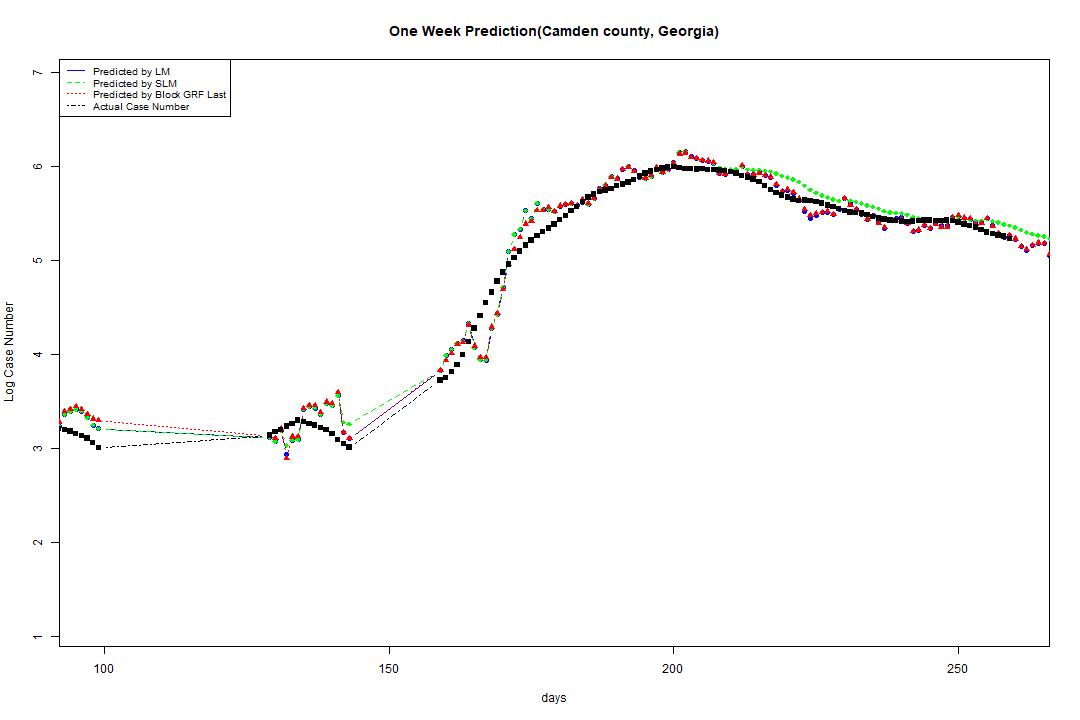 One Week Prediction(Camden county, Georgia)
Predicted by LM
Predicted by SLM
Predicted by Block GRF Last
Actual Case Number
7
6
5
4
3
2
1
Log Case Number
100 150 200 250
days